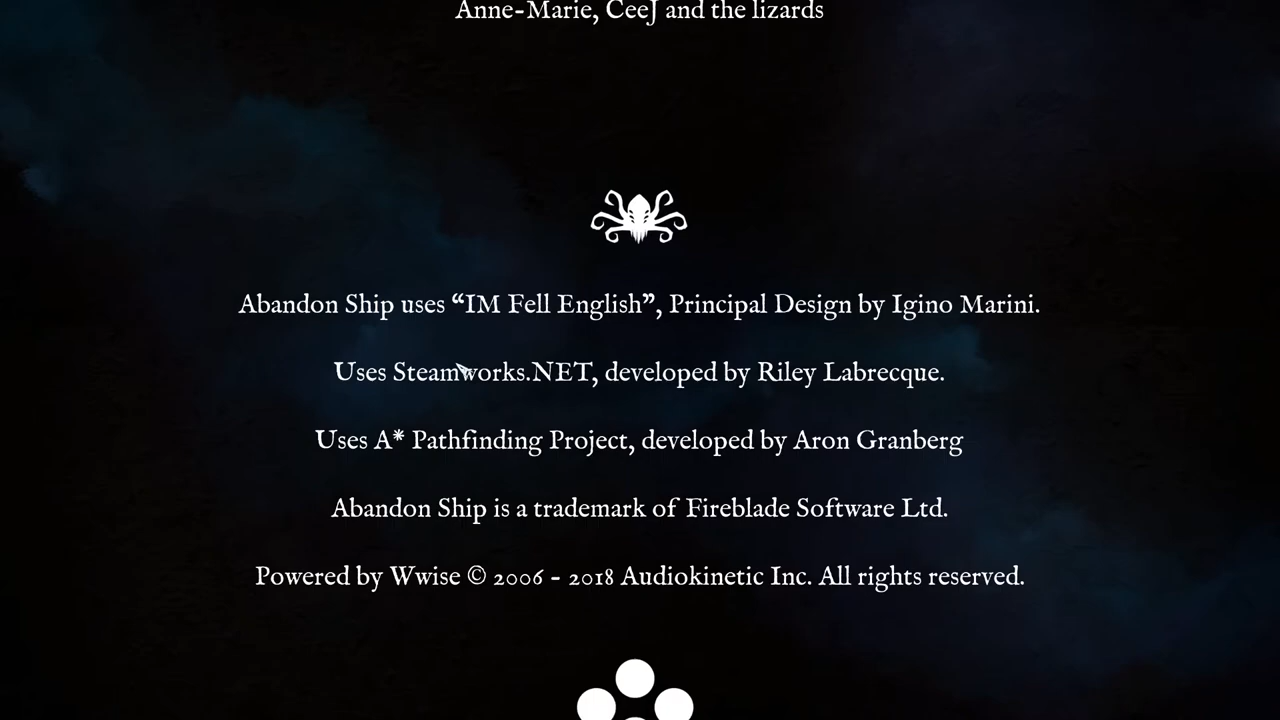 Anne-Marie, CeeJ and the lizards
Abandon Ship uses “IM Fell English”, Principal Design by Igino Marini.
Uses Steamworks.NET, developed by Riley Labrecque.
Uses A* Pathfinding Project, developed by Aron Granberg
Abandon Ship is a trademark of Fireblade Software Ltd.
Powered by Wwise © 2006 - 2018 Audiokinetic Inc. All rights reserved.